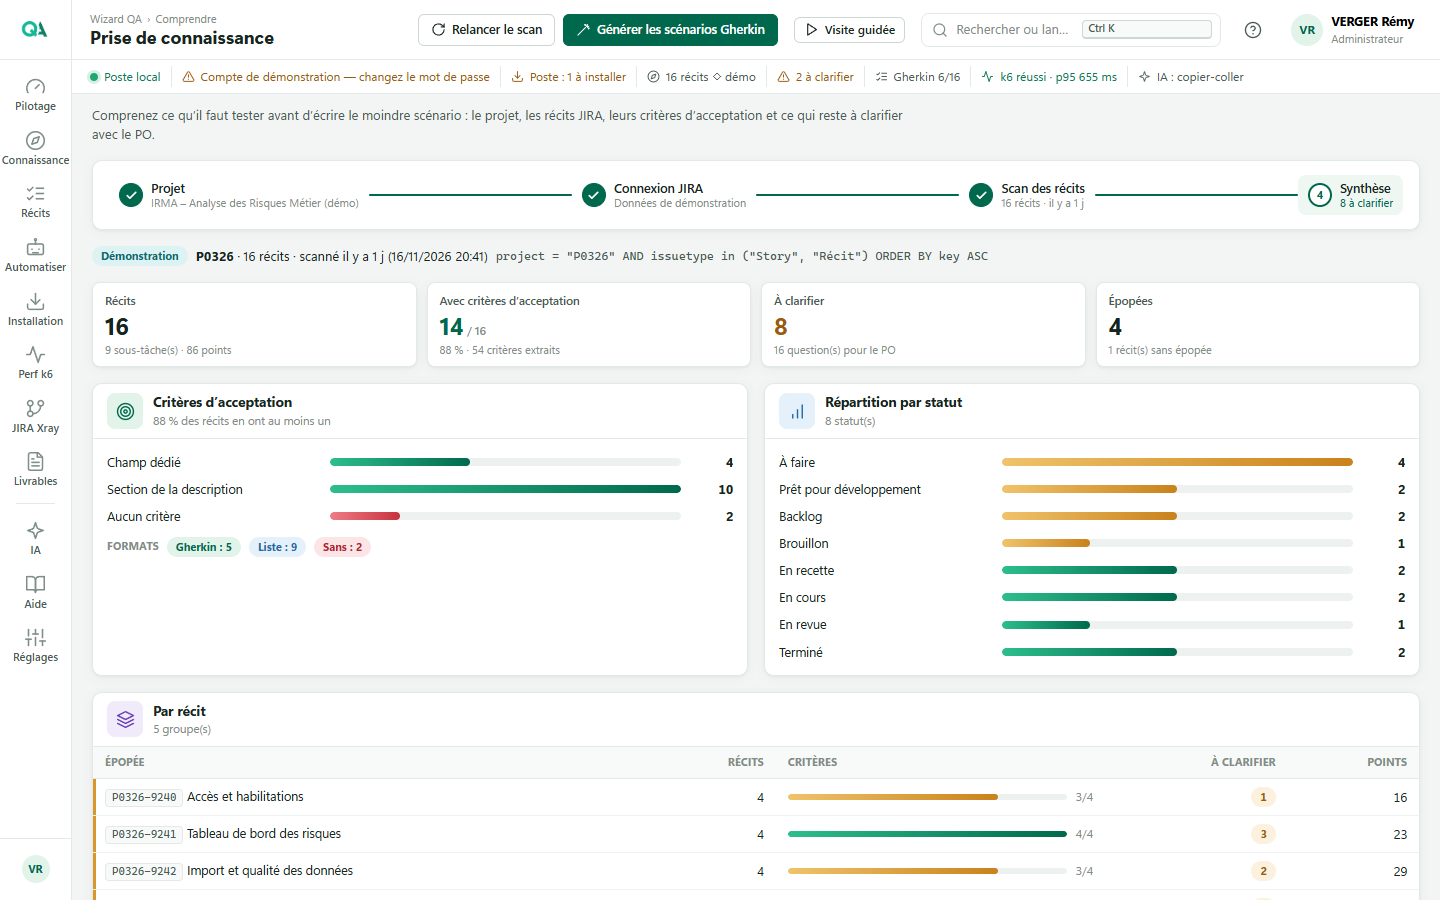 QA
Wizard QA › Comprendre
Prise de connaissance
Relancer le scan
Générer les scénarios Gherkin
Visite guidée
Rechercher ou lan...
Ctrl K
VR
VERGER Rémy
Administrateur
Poste local
Compte de démonstration — changez le mot de passe
Poste : 1 à installer
16 récits ◇ démo
2 à clarifier
Gherkin 6/16
k6 réussi · p95 655 ms
IA : copier-coller
Pilotage
Connaissance
Récits
Automatiser
Installation
Perf k6
JIRA Xray
Livrables
IA
Aide
Réglages
VR
Comprenez ce qu'il faut tester avant d'écrire le moindre scénario : le projet, les récits JIRA, leurs critères d'acceptation et ce qui reste à clarifier
avec le PO.
Projet
IRMA – Analyse des Risques Métier (démo)
Connexion JIRA
Données de démonstration
Scan des récits
16 récits · il y a 1 j
4
Synthèse
8 à clarifier
Démonstration P0326 · 16 récits · scanné il y a 1 j (16/11/2026 20:41) project = "P0326" AND issuetype in ("Story", "Récit") ORDER BY key ASC
Récits
16
9 sous-tâche(s) · 86 points
Avec critères d'acceptation
14 / 16
88 % · 54 critères extraits
À clarifier
8
16 question(s) pour le PO
Épopées
4
1 récit(s) sans épopée
Critères d'acceptation
88 % des récits en ont au moins un
Champ dédié 4
Section de la description 10
Aucun critère 2
FORMATS Gherkin : 5 Liste : 9 Sans : 2
Répartition par statut
8 statut(s)
À faire 4
Prêt pour développement 2
Backlog 2
Brouillon 1
En recette 2
En cours 2
En revue 1
Terminé 2
Par récit
5 groupe(s)
ÉPOPÉE RÉCITS CRITÈRES À CLARIFIER POINTS
P0326-9240 Accès et habilitations 4 3/4 1 16
P0326-9241 Tableau de bord des risques 4 4/4 3 23
P0326-9242 Import et qualité des données 4 3/4 2 29